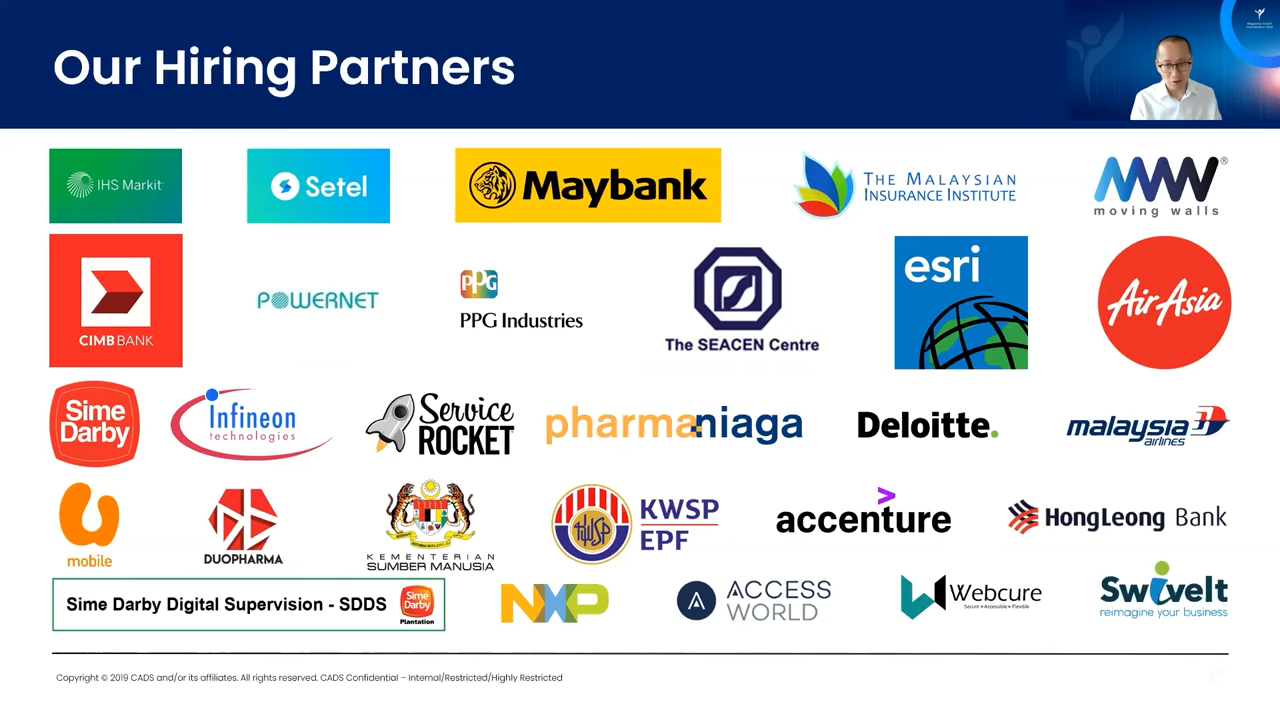 Our Hiring Partners
IHS Markit
Setel
Maybank
THE MALAYSIAN
INSURANCE INSTITUTE
moving walls
CIMB BANK
POWERNET
PPG
PPG Industries
The SEACEN Centre
esri
AirAsia
Sime
Darby
Infineon
technologies
Service
ROCKET
pharmaniaga
Deloitte.
malaysia
airlines
mobile
DUOPHARMA
KEMENTERIAN
SUMBER MANUSIA
KWSP
KWSP
EPF
accenture
HongLeong Bank
Sime Darby Digital Supervision - SDDS
Sime
Darby
Plantation
NXP
ACCESS
WORLD
Webcure
Secure • Accessible • Flexible
Swivelt
reimagine your business
Copyright © 2019 CADS and/or its affiliates. All rights reserved. CADS Confidential – Internal/Restricted/Highly Restricted